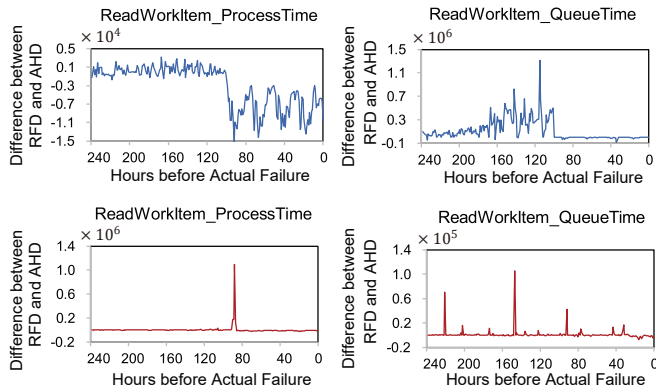 ReadWorkItem_ProcessTime
× 10^4
Difference between
RFD and AHD
0.5
0.1
-0.3
-0.7
-1.1
-1.5
240 200 160 120 80 40 0
Hours before Actual Failure
ReadWorkItem_QueueTime
× 10^6
Difference between
RFD and AHD
1.5
1.1
0.7
0.3
-0.1
240 200 160 120 80 40 0
Hours before Actual Failure
ReadWorkItem_ProcessTime
× 10^6
Difference between
RFD and AHD
1.4
1.0
0.6
0.2
-0.2
240 200 160 120 80 40 0
Hours before Actual Failure
ReadWorkItem_QueueTime
× 10^5
Difference between
RFD and AHD
1.4
1.0
0.6
0.2
-0.2
240 200 160 120 80 40 0
Hours before Actual Failure